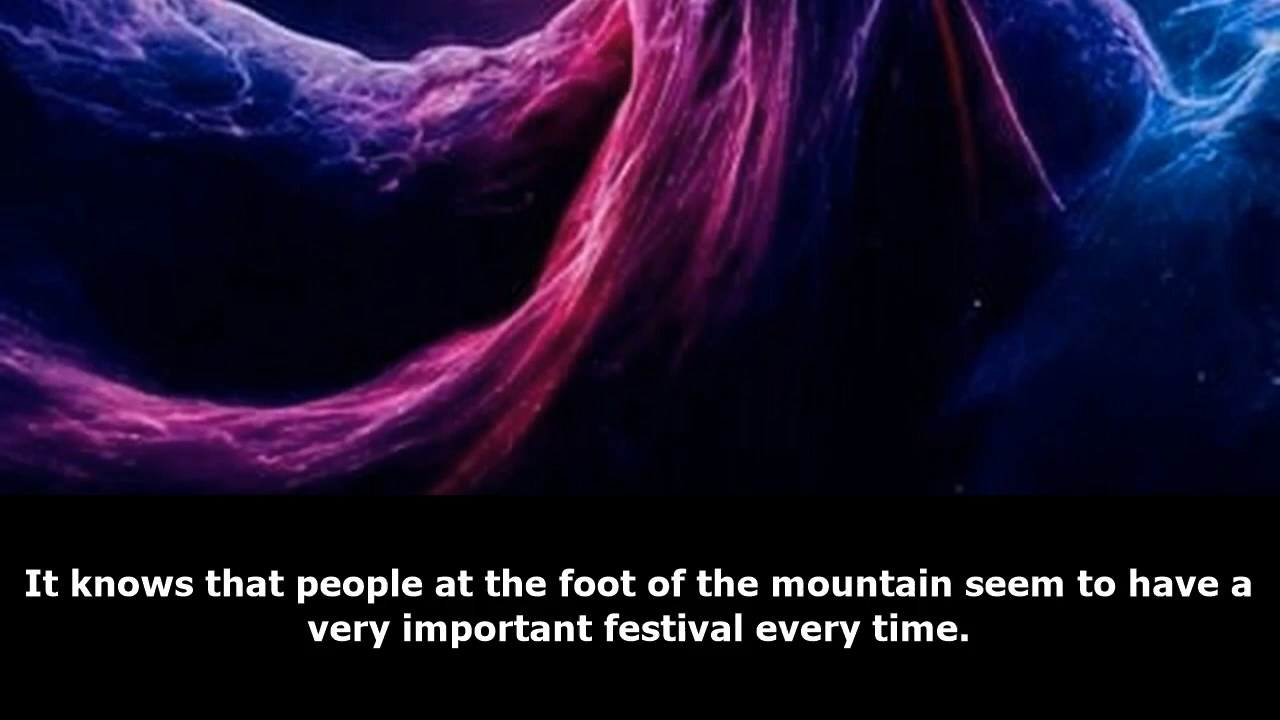 It knows that people at the foot of the mountain seem to have a
very important festival every time.